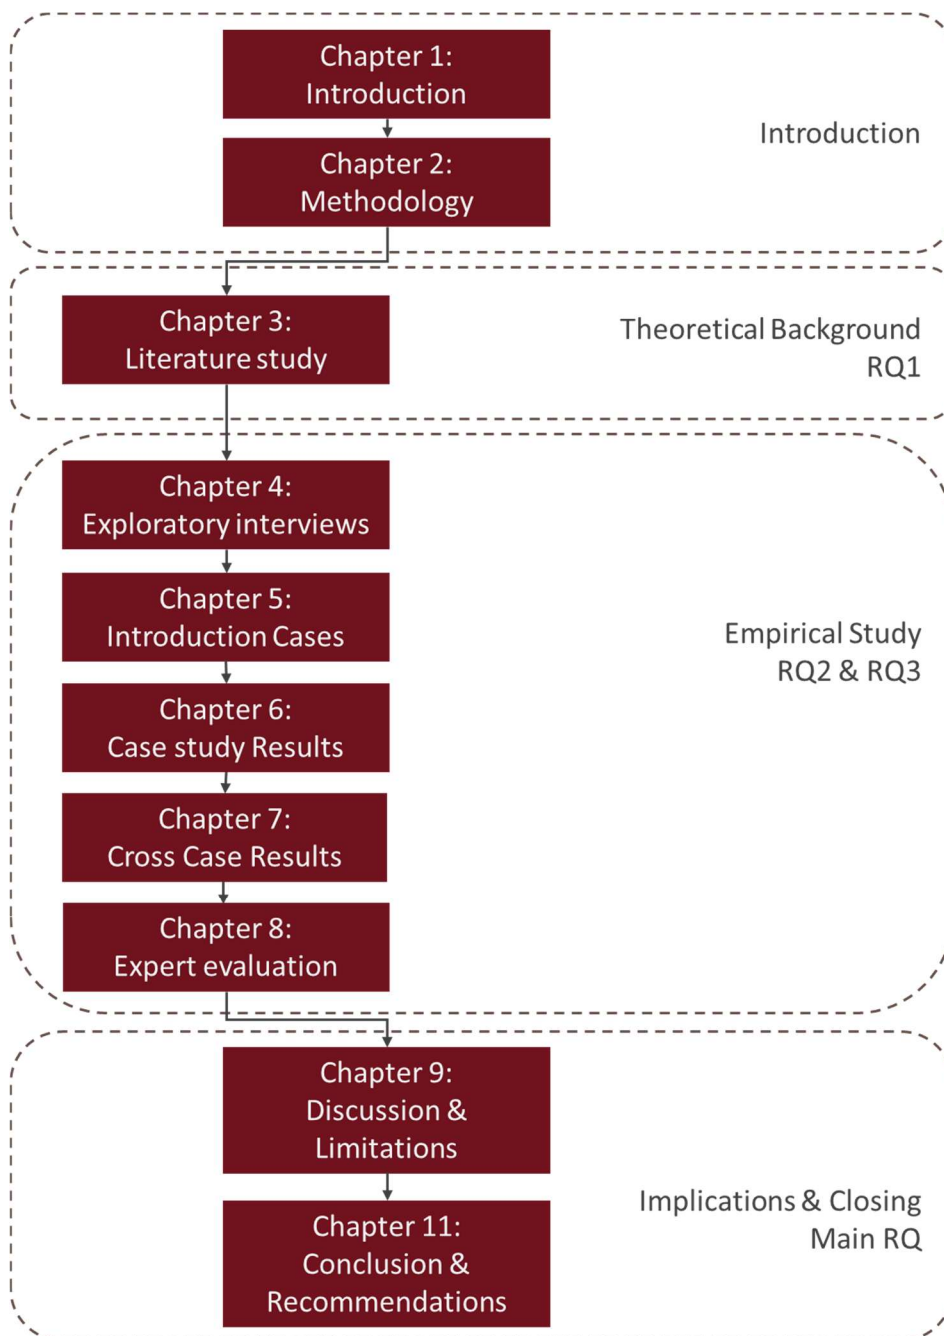 Chapter 1:
Introduction
Chapter 2:
Methodology
Introduction
Chapter 3:
Literature study
Theoretical Background
RQ1
Chapter 4:
Exploratory interviews
Chapter 5:
Introduction Cases
Chapter 6:
Case study Results
Chapter 7:
Cross Case Results
Chapter 8:
Expert evaluation
Empirical Study
RQ2 & RQ3
Chapter 9:
Discussion &
Limitations
Chapter 11:
Conclusion &
Recommendations
Implications & Closing
Main RQ